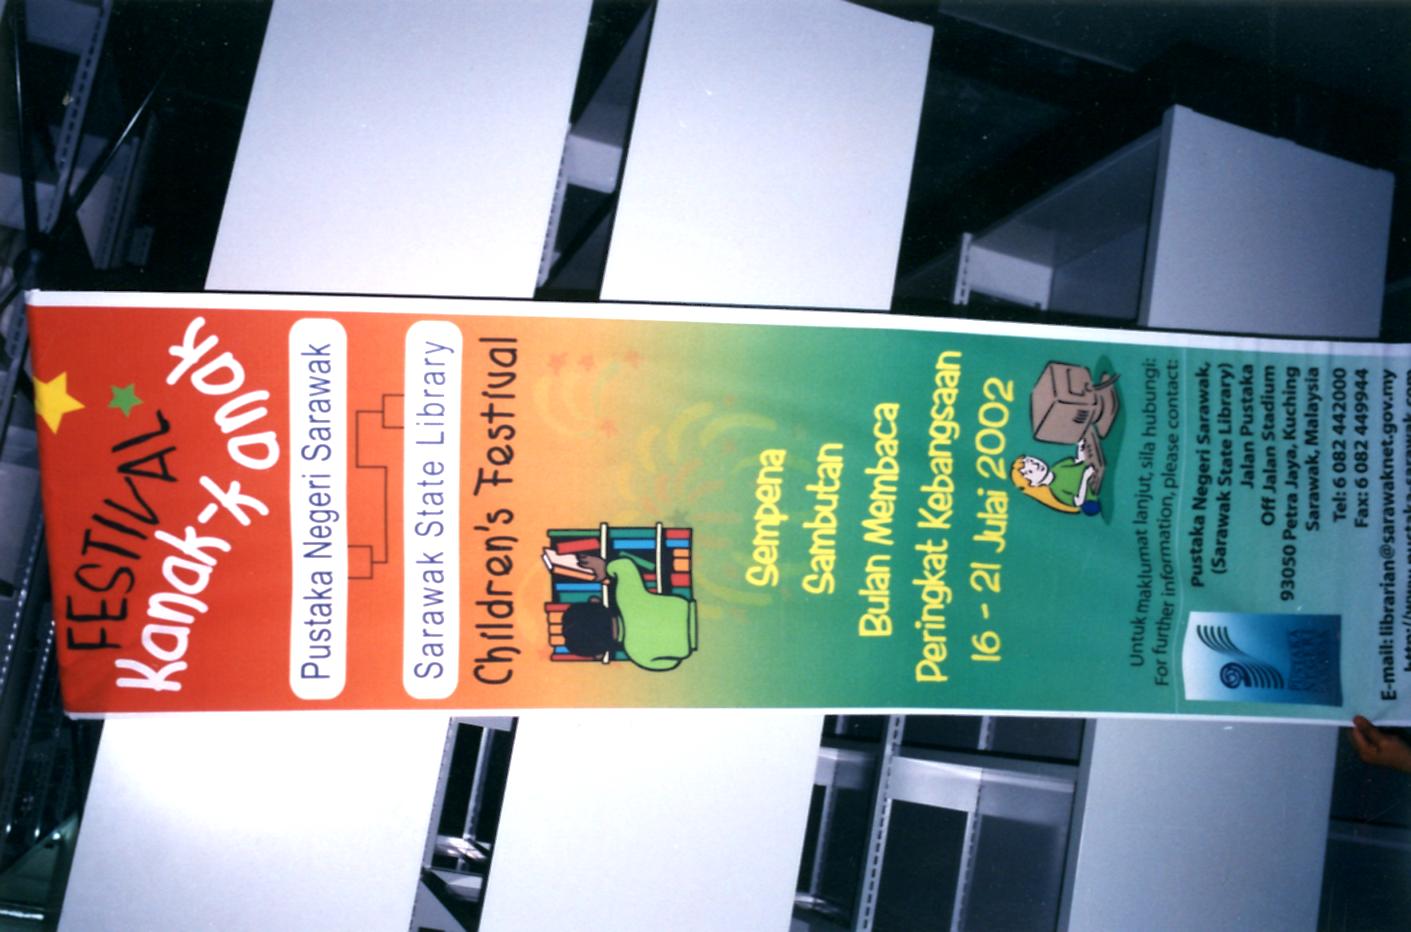 FESTIVAL
Kanak-Kanak
Pustaka Negeri Sarawak
Sarawak State Library
Children's Festival
Sempena
Sambutan
Bulan Membaca
Peringkat Kebangsaan
16 - 21 Julai 2002
Untuk maklumat lanjut, sila hubungi:
For further information, please contact:
Pustaka Negeri Sarawak,
(Sarawak State Library)
Jalan Pustaka
Off Jalan Stadium
93050 Petra Jaya, Kuching
Sarawak, Malaysia
Tel: 6 082 442000
Fax: 6 082 449944
E-mail: librarian@sarawaknet.gov.my